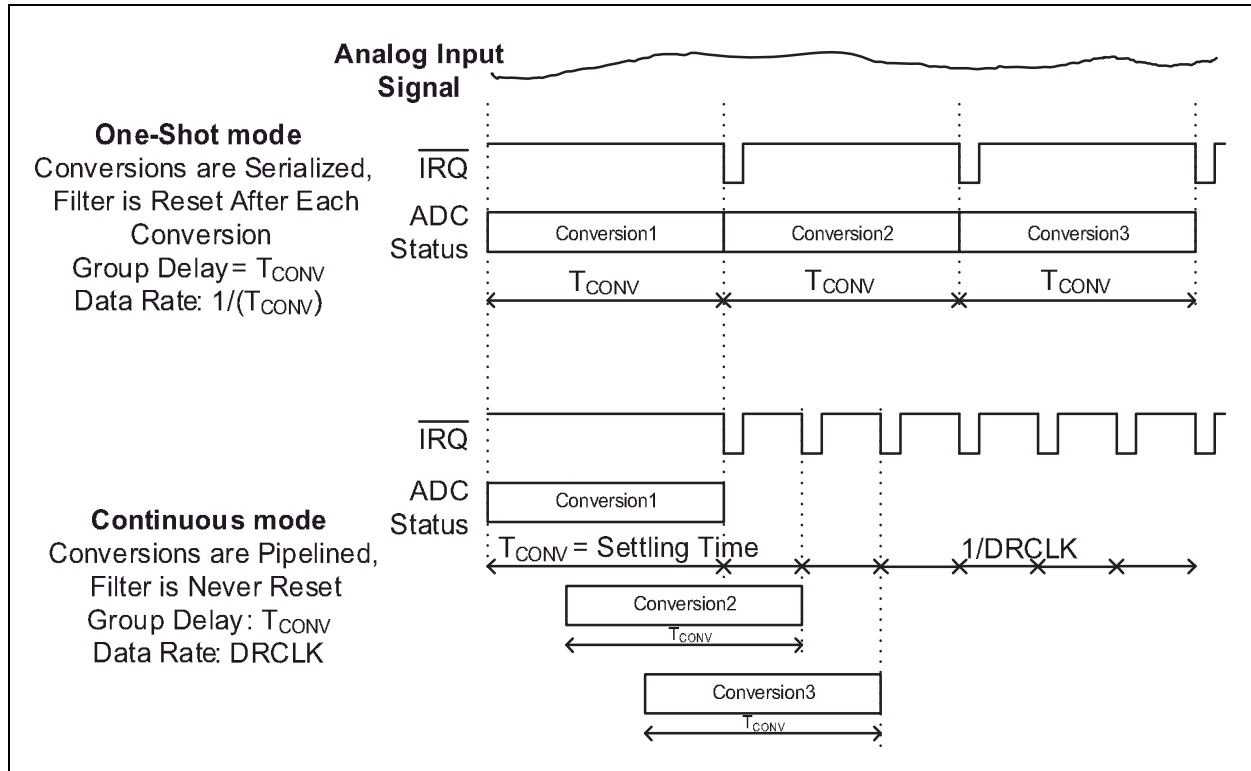 Analog Input
Signal
One-Shot mode
Conversions are Serialized,
Filter is Reset After Each
Conversion
Group Delay = TCONV
Data Rate: 1/(TCONV)
IRQ
ADC
Status
Conversion1
Conversion2
Conversion3
TCONV
TCONV
TCONV
IRQ
ADC
Status
Conversion1
Continuous mode
Conversions are Pipelined,
Filter is Never Reset
Group Delay: TCONV
Data Rate: DRCLK
TCONV = Settling Time
1/DRCLK
Conversion2
TCONV
Conversion3
TCONV